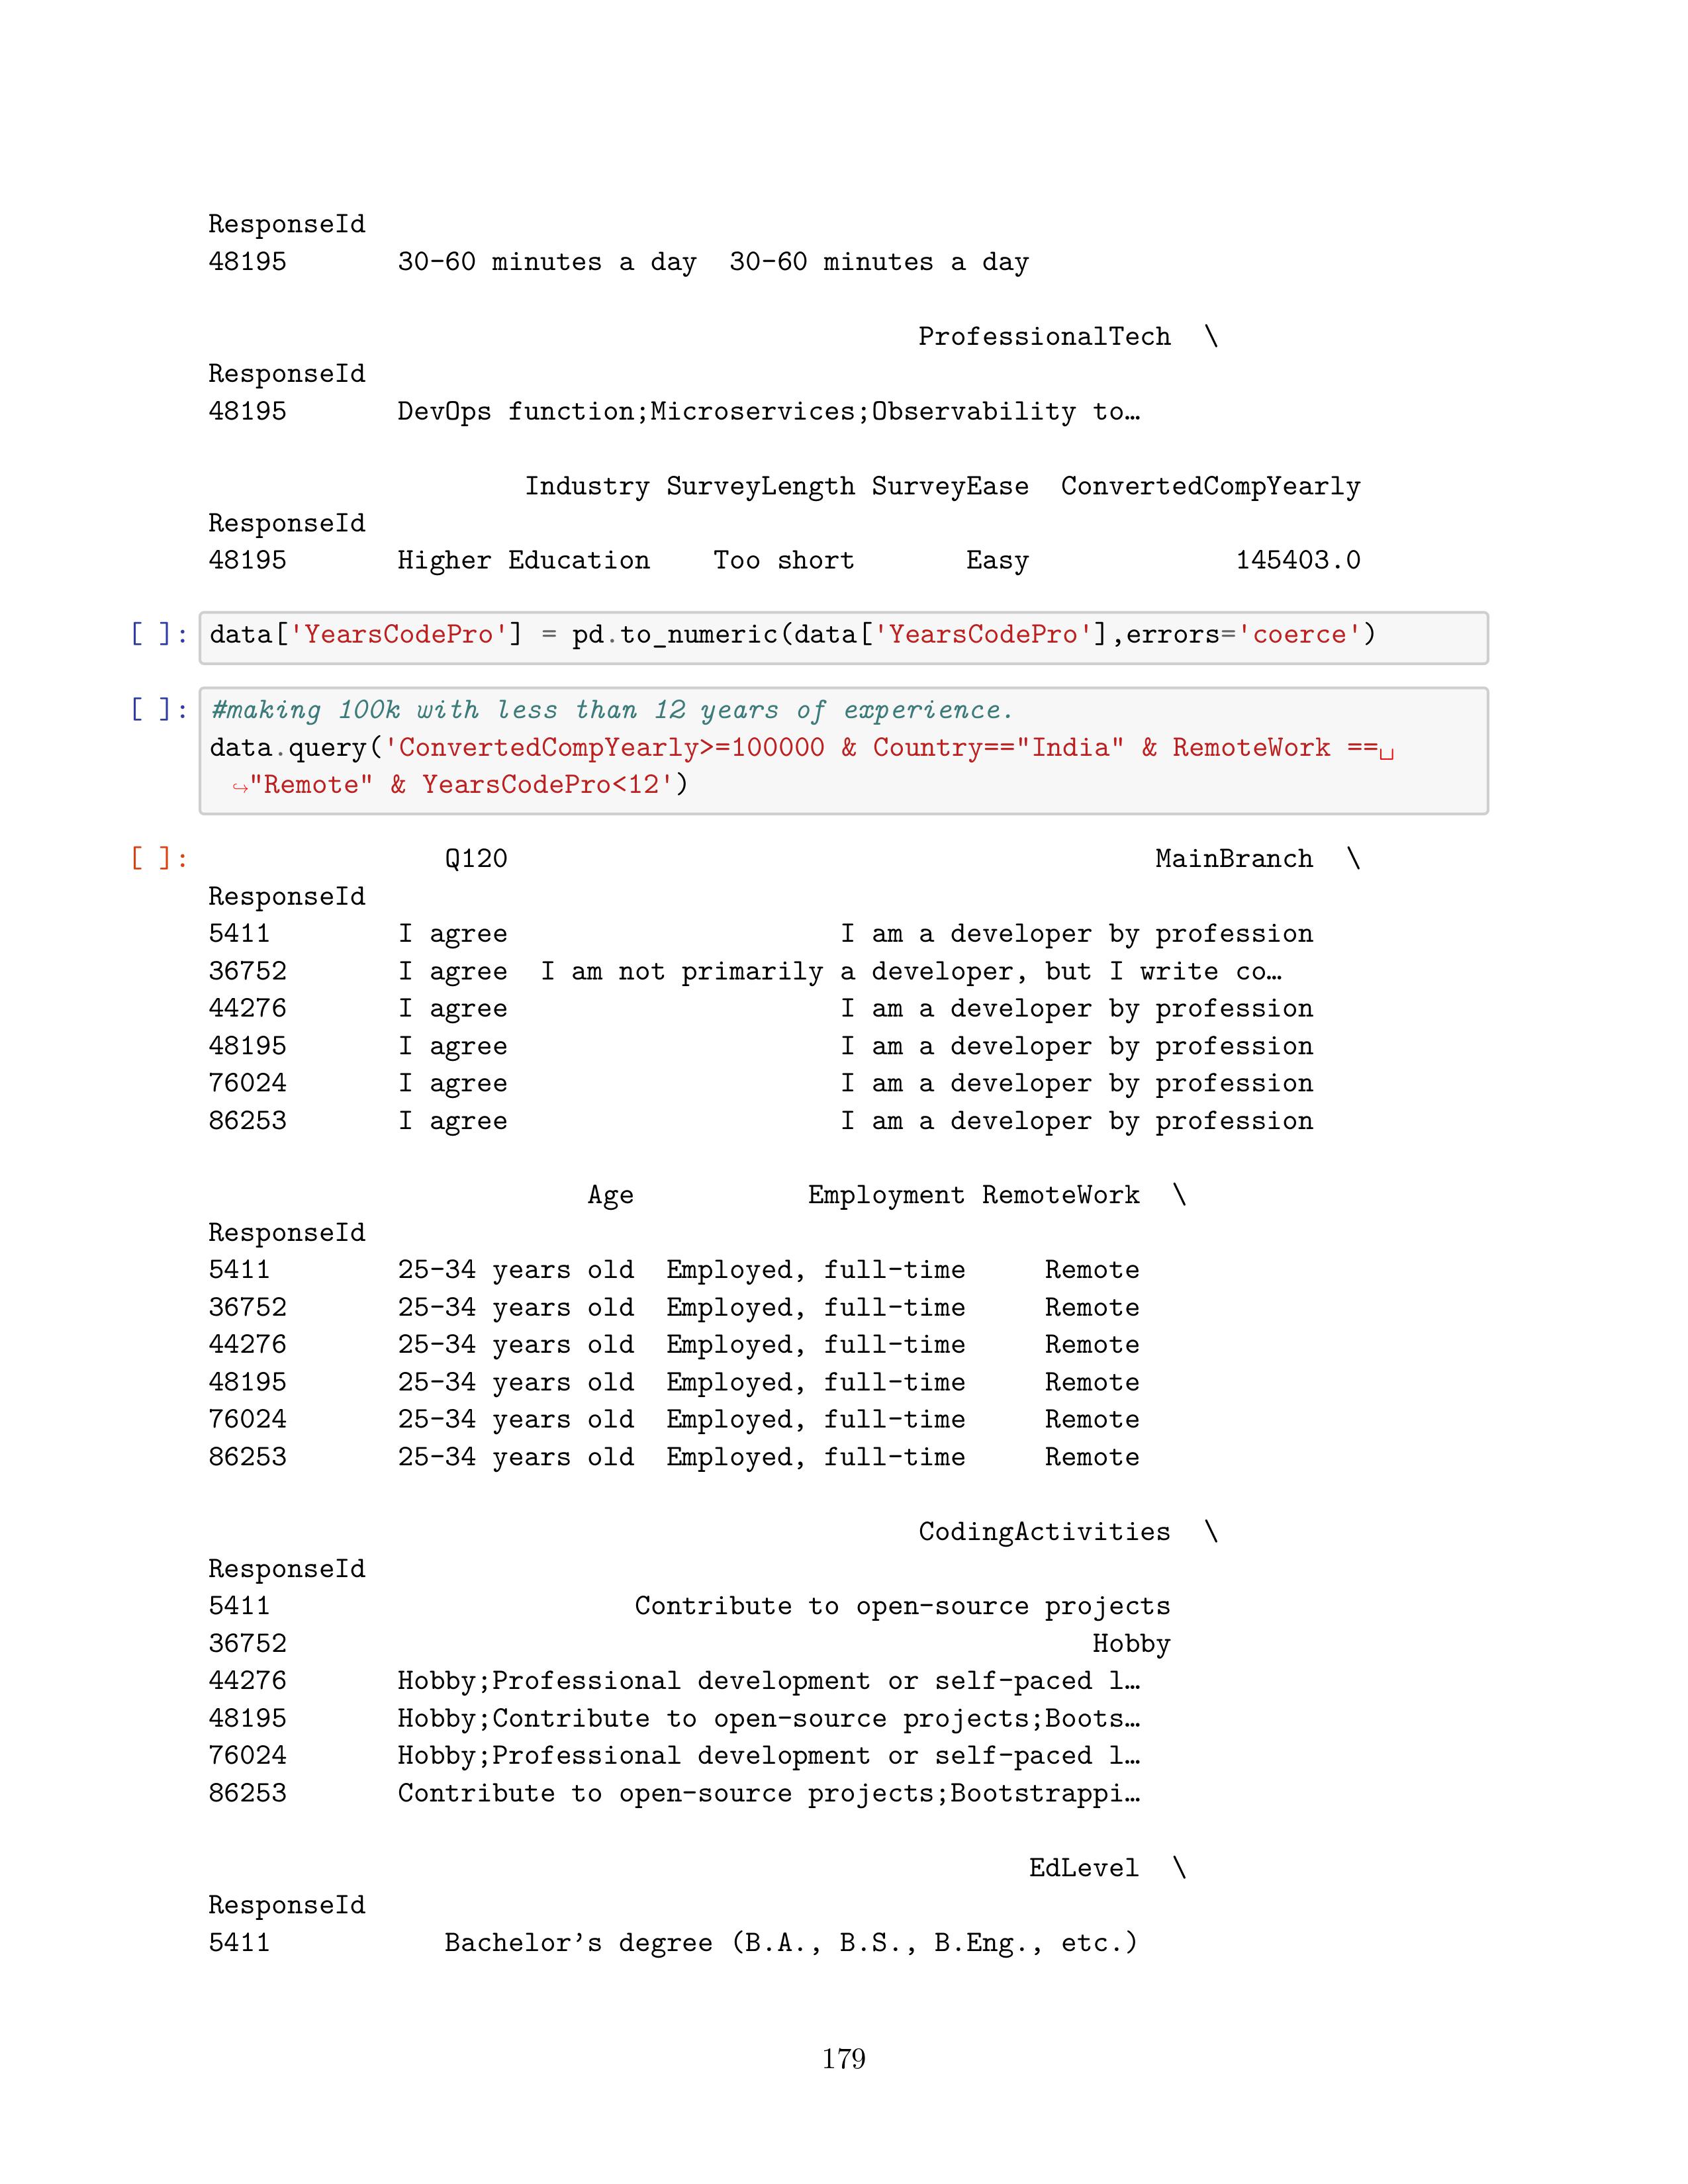 ResponseId
48195       30-60 minutes a day  30-60 minutes a day
                                             ProfessionalTech  \
ResponseId
48195       DevOps function;Microservices;Observability to…
                    Industry SurveyLength SurveyEase  ConvertedCompYearly
ResponseId
48195       Higher Education    Too short       Easy             145403.0
[ ]: data['YearsCodePro'] = pd.to_numeric(data['YearsCodePro'],errors='coerce')
[ ]: #making 100k with less than 12 years of experience.
data.query('ConvertedCompYearly>=100000 & Country=="India" & RemoteWork ==␣
↪"Remote" & YearsCodePro<12')
[ ]:               Q120                                         MainBranch  \
ResponseId
5411        I agree                     I am a developer by profession
36752       I agree  I am not primarily a developer, but I write co…
44276       I agree                     I am a developer by profession
48195       I agree                     I am a developer by profession
76024       I agree                     I am a developer by profession
86253       I agree                     I am a developer by profession
                        Age           Employment RemoteWork  \
ResponseId
5411        25-34 years old  Employed, full-time     Remote
36752       25-34 years old  Employed, full-time     Remote
44276       25-34 years old  Employed, full-time     Remote
48195       25-34 years old  Employed, full-time     Remote
76024       25-34 years old  Employed, full-time     Remote
86253       25-34 years old  Employed, full-time     Remote
                                             CodingActivities  \
ResponseId
5411                       Contribute to open-source projects
36752                                                   Hobby
44276       Hobby;Professional development or self-paced l…
48195       Hobby;Contribute to open-source projects;Boots…
76024       Hobby;Professional development or self-paced l…
86253       Contribute to open-source projects;Bootstrappi…
                                                    EdLevel  \
ResponseId
5411           Bachelor’s degree (B.A., B.S., B.Eng., etc.)
179